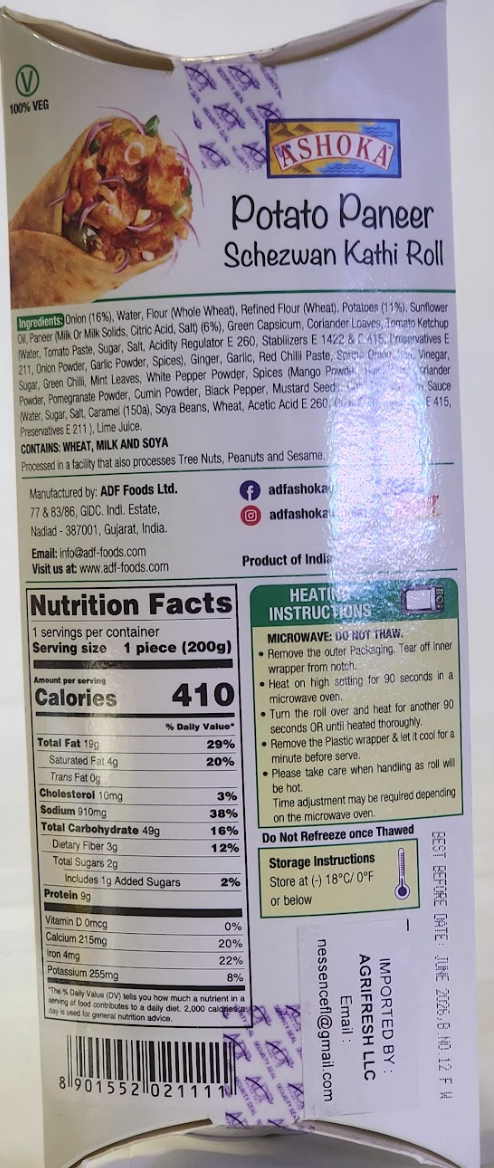 V
100% VEG
ASHOKA
Potato Paneer
Schezwan Kathi Roll
Ingredients: Onion (16%), Water, Flour (Whole Wheat), Refined Flour (Wheat), Potatoes (11%), Sunflower
Oil, Paneer (Milk Or Milk Solids, Citric Acid, Salt) (6%), Green Capsicum, Coriander Loaves, Tomato Ketchup
(Water, Tomato Paste, Sugar, Salt, Acidity Regulator E 260, Stabilizers E 1422 & E 415, Preservatives E
211, Onion Powder, Garlic Powder, Spices), Ginger, Garlic, Red Chilli Paste, Vinegar,
Sugar, Green Chilli, Mint Leaves, White Pepper Powder, Spices (Mango Powder,
Powder, Pomegranate Powder, Cumin Powder, Black Pepper, Mustard Seed Sauce
(Water, Sugar, Salt, Caramel (150a), Soya Beans, Wheat, Acetic Acid E 260, E 415,
Preservatives E 211 ), Lime Juice.
CONTAINS: WHEAT, MILK AND SOYA
Processed in a facility that also processes Tree Nuts, Peanuts and Sesame.
Manufactured by: ADF Foods Ltd.
77 & 83/86, GIDC. Indl. Estate,
Nadiad - 387001, Gujarat, India.
Email: info@adf-foods.com
Visit us at: www.adf-foods.com
adfashoka
adfashoka
Product of India
Nutrition Facts
1 servings per container
Serving size 1 piece (200g)
Amount per serving
Calories 410
% Daily Value*
Total Fat 19g 29%
Saturated Fat 4g 20%
Trans Fat 0g
Cholesterol 10mg 3%
Sodium 910mg 38%
Total Carbohydrate 49g 16%
Dietary Fiber 3g 12%
Total Sugars 2g
Includes 1g Added Sugars 2%
Protein 9g
Vitamin D 0mcg 0%
Calcium 215mg 20%
Iron 4mg 22%
Potassium 255mg 8%
*The % Daily Value (DV) tells you how much a nutrient in a
serving of food contributes to a daily diet. 2,000 calories a
day is used for general nutrition advice.
8 901552 021111
HEATING
INSTRUCTIONS
MICROWAVE: DO NOT THAW.
• Remove the outer Packaging. Tear off inner
wrapper from notch.
• Heat on high setting for 90 seconds in a
microwave oven.
• Turn the roll over and heat for another 90
seconds OR until heated thoroughly.
• Remove the Plastic wrapper & let it cool for a
minute before serve.
• Please take care when handling as roll will
be hot.
Time adjustment may be required depending
on the microwave oven.
Do Not Refreeze once Thawed
Storage Instructions
Store at (-) 18°C/ 0°F
or below
BEST BEFORE DATE: JUNE 2026,B NO.12 F W
IMPORTED BY :
AGRIFRESH LLC
Email :
nessencefl@gmail.com